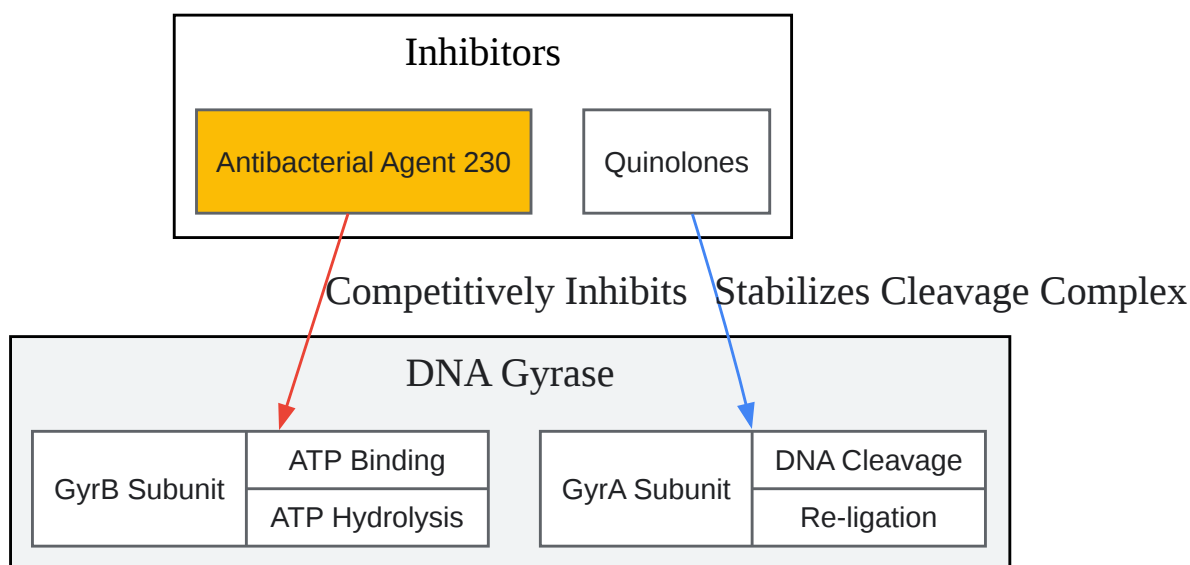 Inhibitors
Antibacterial Agent 230
Quinolones
Competitively Inhibits
Stabilizes Cleavage Complex
DNA Gyrase
GyrB Subunit
ATP Binding
ATP Hydrolysis
GyrA Subunit
DNA Cleavage
Re-ligation